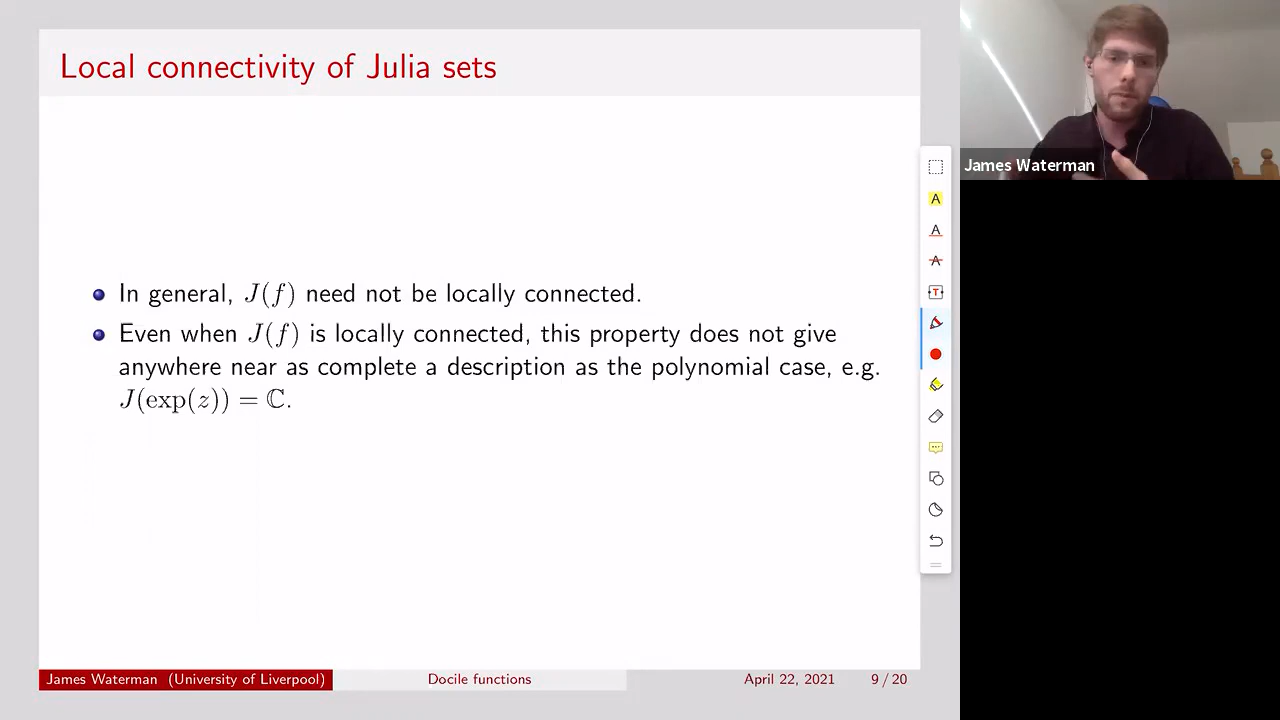 Local connectivity of Julia sets
In general, J(f) need not be locally connected.
Even when J(f) is locally connected, this property does not give
anywhere near as complete a description as the polynomial case, e.g.
J(exp(z)) = ℂ.
James Waterman (University of Liverpool)
Docile functions
April 22, 2021
9 / 20
A
A
A
T
James Waterman